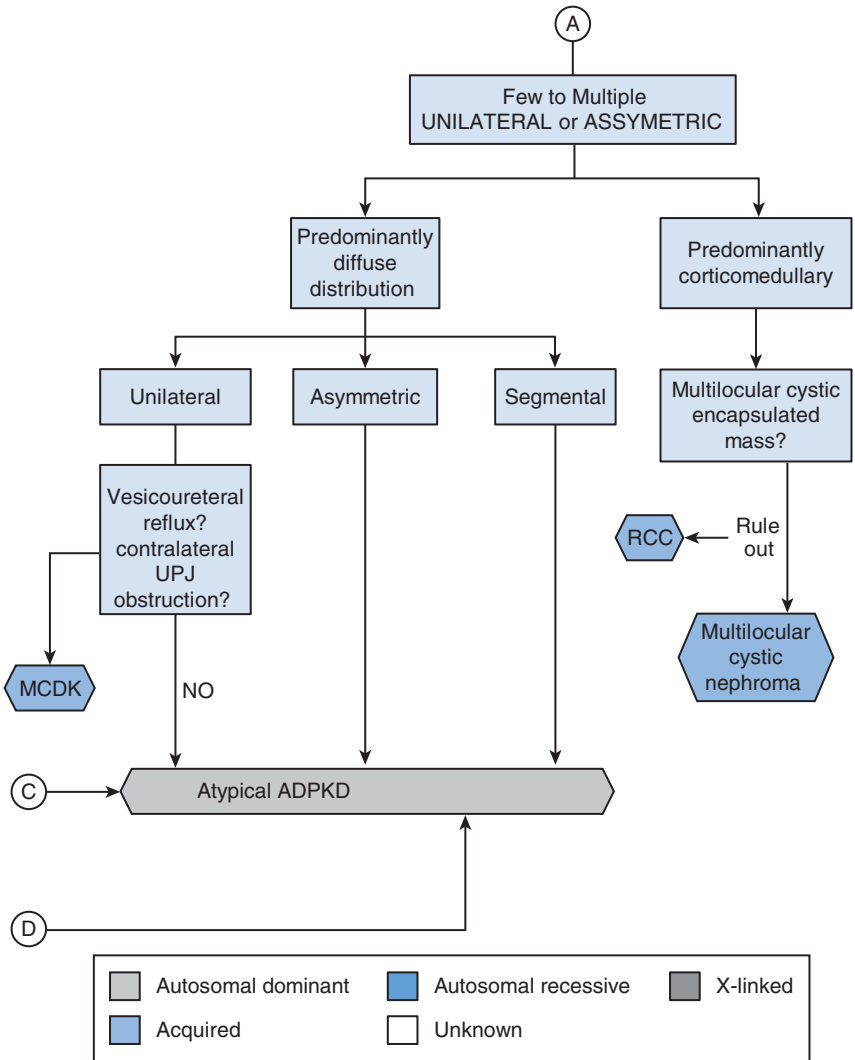 A
Few to Multiple
UNILATERAL or ASSYMETRIC
Predominantly
diffuse
distribution
Predominantly
corticomedullary
Unilateral
Asymmetric
Segmental
Multilocular cystic
encapsulated
mass?
Vesicoureteral
reflux?
contralateral
UPJ
obstruction?
RCC
Rule
out
Multilocular
cystic
nephroma
MCDK
NO
C
Atypical ADPKD
D
Autosomal dominant
Autosomal recessive
X-linked
Acquired
Unknown